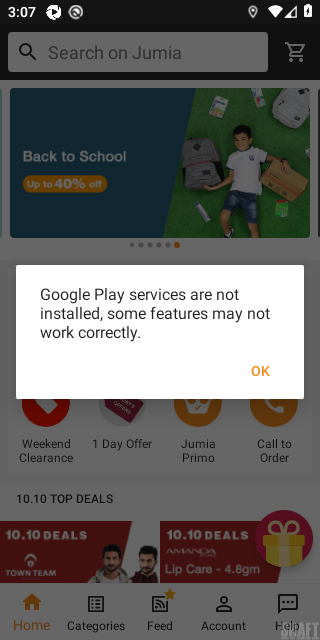 3:07
Search on Jumia
Back to School
Up to 40% off
Google Play services are not
installed, some features may not
work correctly.
OK
Weekend
Clearance
1 Day Offer
Jumia
Primo
Call to
Order
10.10 TOP DEALS
10.10 DEALS
TOWN TEAM
10.10 DEALS
AMANDA
Lip Care - 4.8gm
Home
Categories
Feed
Account
Help